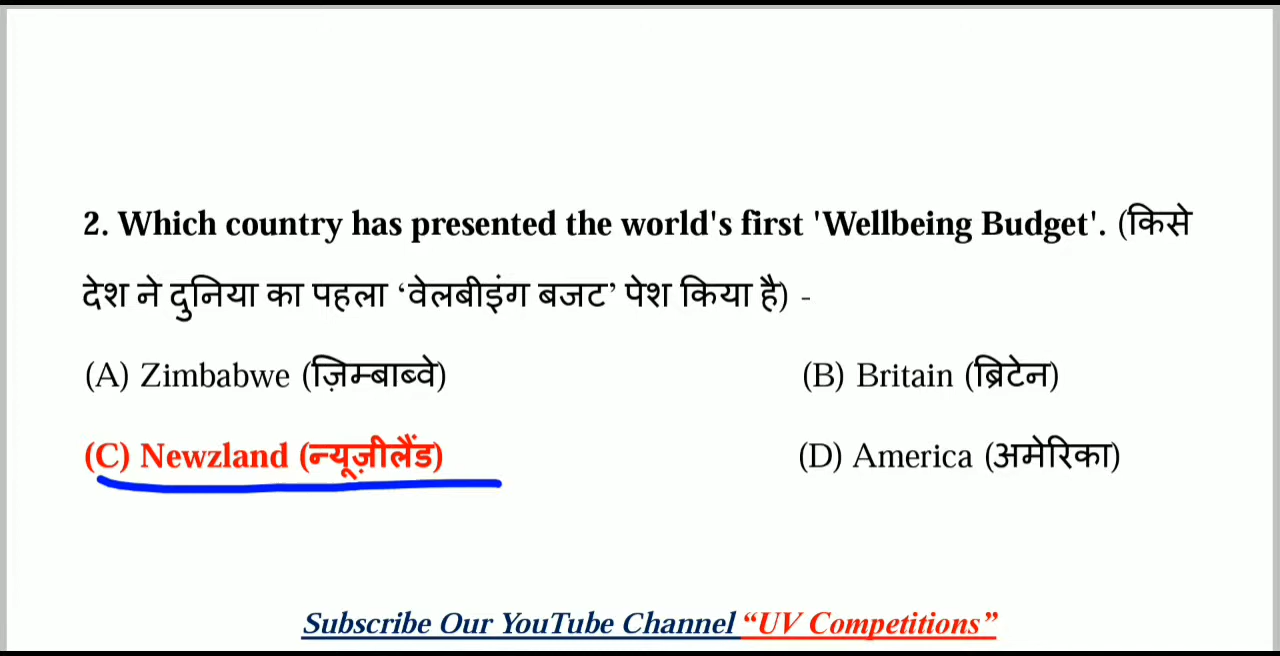 2. Which country has presented the world's first 'Wellbeing Budget'. (किसे
देश ने दुनिया का पहला ‘वेलबीइंग बजट’ पेश किया है) -
(A) Zimbabwe (ज़िम्बाब्वे) (B) Britain (ब्रिटेन)
(C) Newzland (न्यूज़ीलैंड) (D) America (अमेरिका)
Subscribe Our YouTube Channel “UV Competitions”